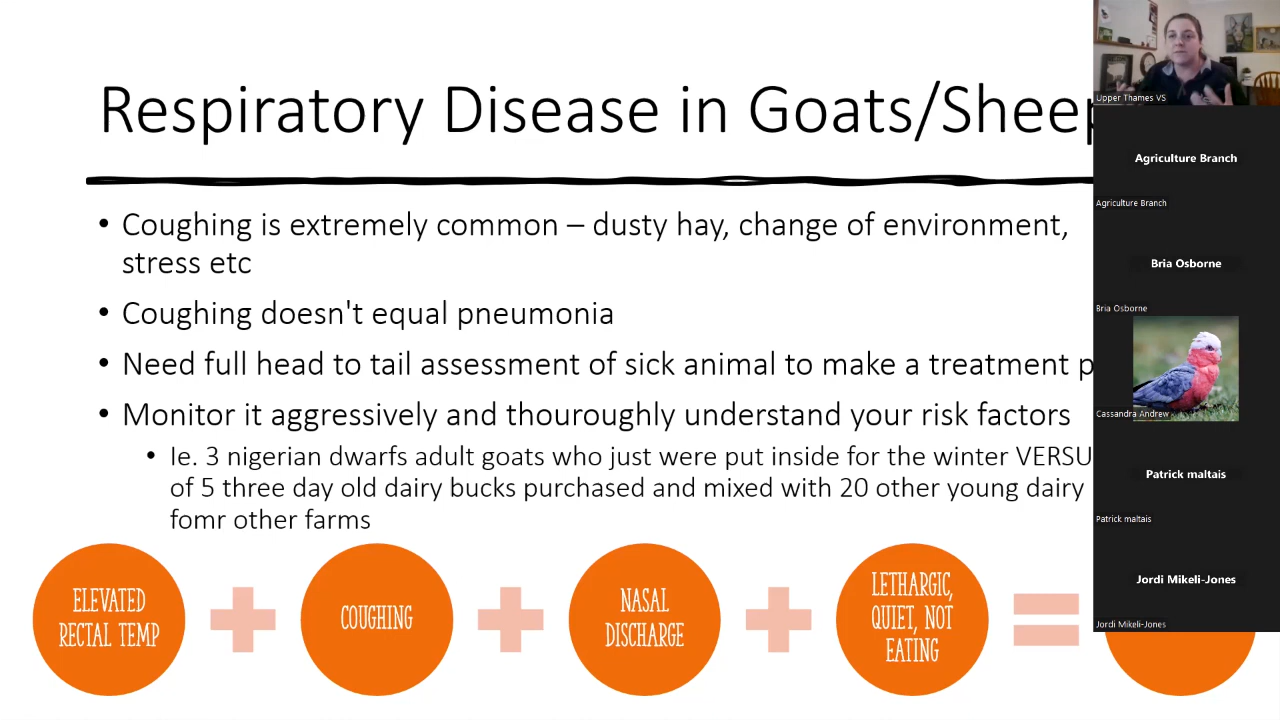 Respiratory Disease in Goats/Sheep
• Coughing is extremely common – dusty hay, change of environment,
stress etc
• Coughing doesn't equal pneumonia
• Need full head to tail assessment of sick animal to make a treatment p
• Monitor it aggressively and thouroughly understand your risk factors
• Ie. 3 nigerian dwarfs adult goats who just were put inside for the winter VERSU
of 5 three day old dairy bucks purchased and mixed with 20 other young dairy
fomr other farms
ELEVATED
RECTAL TEMP
+
COUGHING
+
NASAL
DISCHARGE
+
LETHARGIC,
QUIET, NOT
EATING
=
Upper Thames VS
Agriculture Branch
Agriculture Branch
Bria Osborne
Bria Osborne
Cassandra Andrew
Patrick maltais
Patrick maltais
Jordi Mikeli-Jones
Jordi Mikeli-Jones